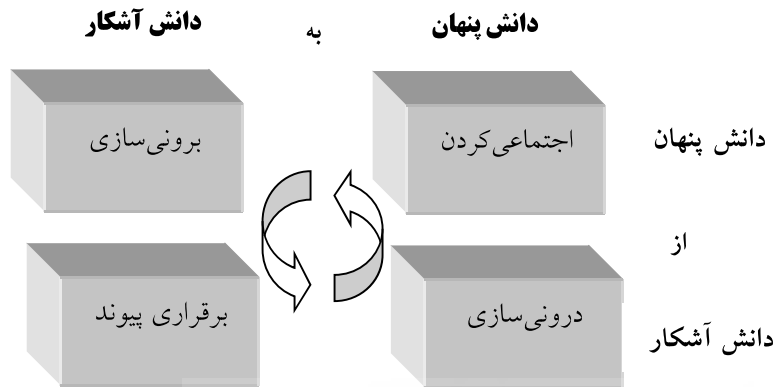 دانش پنهان به دانش آشکار
دانش پنهان
اجتماعی‌کردن
برونی‌سازی
از
درونی‌سازی
برقراری پیوند
دانش آشکار